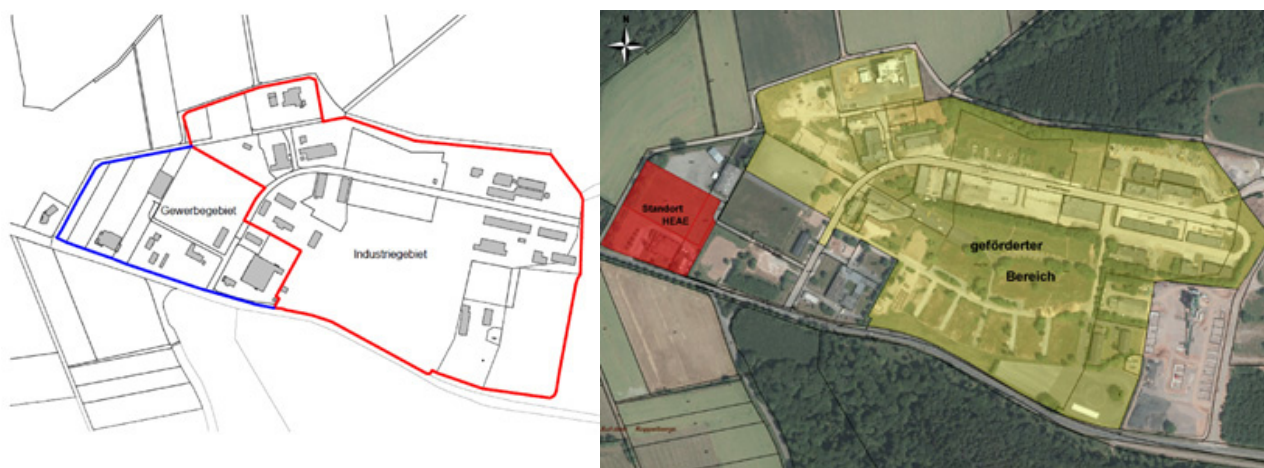 Gewerbegebiet
Industriegebiet
N
Standort
HEAE
geförderter
Bereich